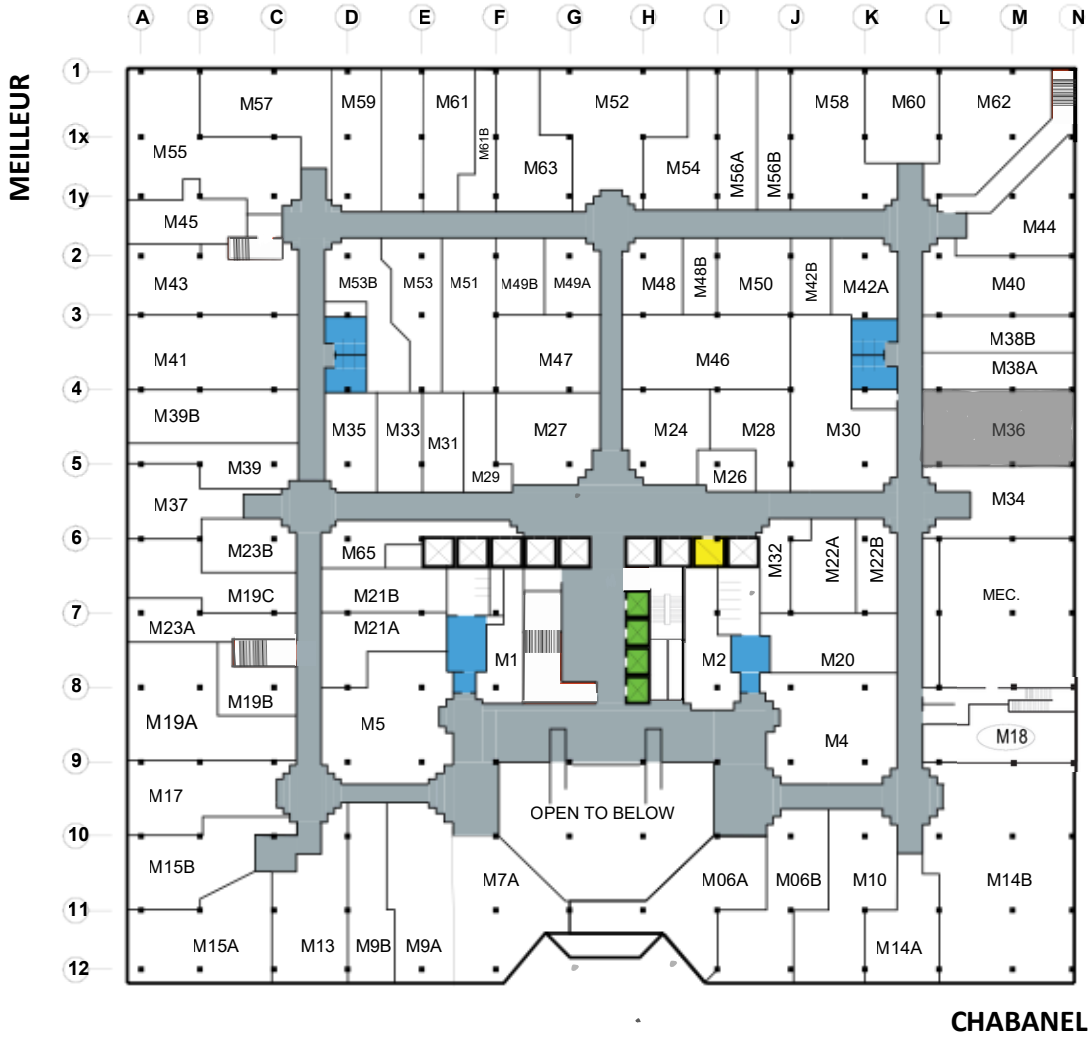 A B C D E F G H I J K L M N
MEILLEUR
1
M57 M59 M61 M52 M58 M60 M62
1x
M55 M61B M63 M54 M56A M56B
1y
M45 M44
2
M43 M53B M53 M51 M49B M49A M48 M48B M50 M42B M42A M40
3
M38B
M41 M47 M46 M38A
4
M39B M35 M33 M31 M27 M24 M28 M30 M36
5
M39 M29 M26
M37 M34
6
M23B M65 M32 M22A M22B
M19C M21B MEC.
7
M23A M21A M1 M2 M20
8
M19B
M19A M5 M4 M18
9
M17 OPEN TO BELOW
10
M15B M7A M06A M06B M10 M14B
11
M15A M13 M9B M9A M14A
12
CHABANEL